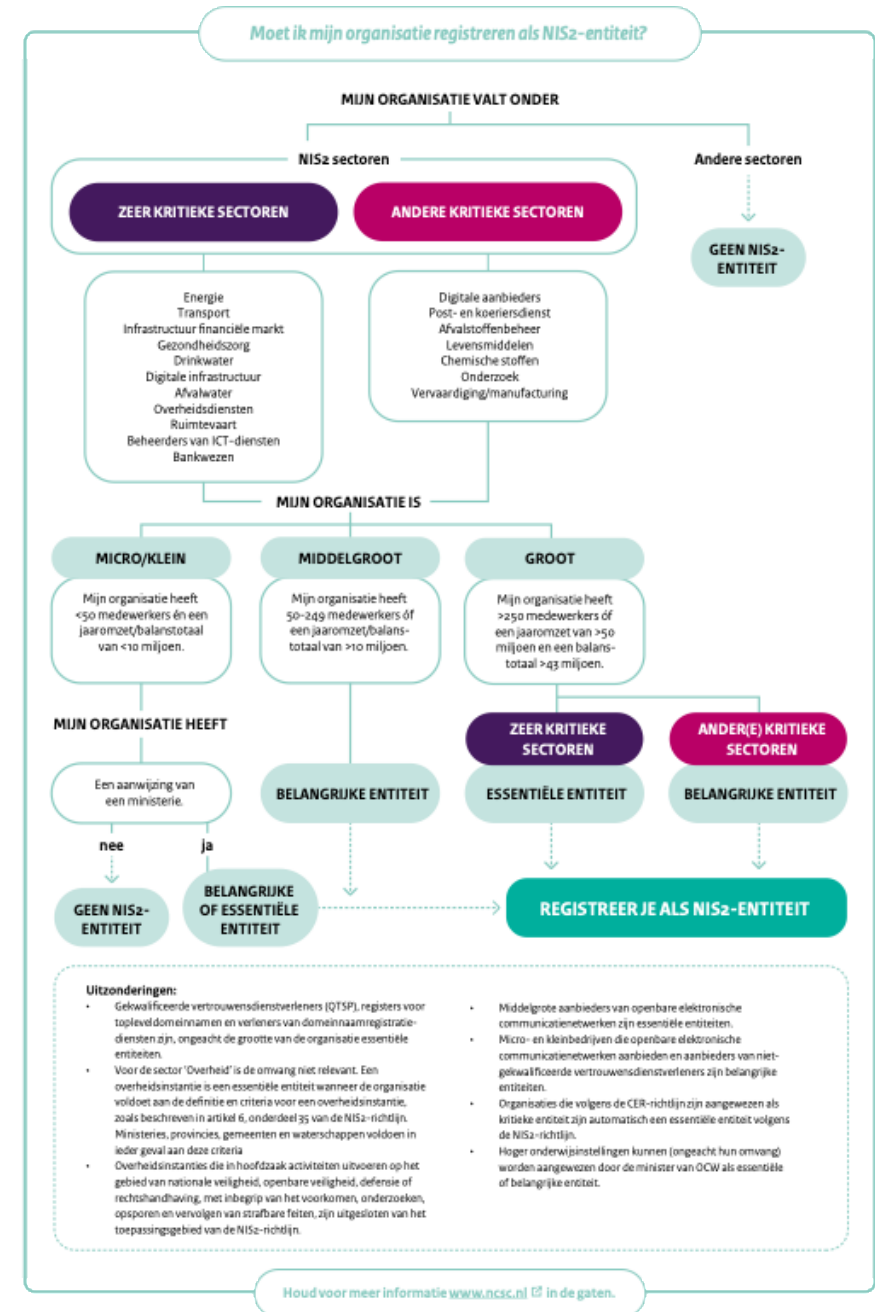 Moet ik mijn organisatie registreren als NIS2-entiteit?
MIJN ORGANISATIE VALT ONDER
NIS2 sectoren
Andere sectoren
ZEER KRITIEKE SECTOREN
ANDERE KRITIEKE SECTOREN
GEEN NIS2-
ENTITEIT
Energie
Transport
Infrastructuur financiële markt
Gezondheidszorg
Drinkwater
Digitale infrastructuur
Afvalwater
Overheidsdiensten
Ruimtevaart
Beheerders van ICT-diensten
Bankwezen
Digitale aanbieders
Post- en koeriersdienst
Afvalstoffenbeheer
Levensmiddelen
Chemische stoffen
Onderzoek
Vervaardiging/manufacturing
MIJN ORGANISATIE IS
MICRO/KLEIN
Mijn organisatie heeft
<50 medewerkers én een
jaaromzet/balanstotaal
van <10 miljoen.
MIDDELGROOT
Mijn organisatie heeft
50-249 medewerkers óf
een jaaromzet/balans-
totaal van >10 miljoen.
GROOT
Mijn organisatie heeft
>250 medewerkers óf
een jaaromzet van >50
miljoen en een balans-
totaal >43 miljoen.
MIJN ORGANISATIE HEEFT
Een aanwijzing van
een ministerie.
nee
ja
GEEN NIS2-
ENTITEIT
BELANGRIJKE
OF ESSENTIËLE
ENTITEIT
BELANGRIJKE ENTITEIT
ZEER KRITIEKE
SECTOREN
ESSENTIËLE ENTITEIT
ANDER(E) KRITIEKE
SECTOREN
BELANGRIJKE ENTITEIT
REGISTREER JE ALS NIS2-ENTITEIT
Uitzonderingen:
• Gekwalificeerde vertrouwensdienstverleners (QTSP), registers voor
topleveldomeinnamen en verleners van domeinnaamregistratie-
diensten zijn, ongeacht de grootte van de organisatie essentiële
entiteiten.
• Voor de sector 'Overheid' is de omvang niet relevant. Een
overheidsinstantie is een essentiële entiteit wanneer de organisatie
voldoet aan de definitie en criteria voor een overheidsinstantie,
zoals beschreven in artikel 6, onderdeel 35 van de NIS2-richtlijn.
Ministeries, provincies, gemeenten en waterschappen voldoen in
ieder geval aan deze criteria
• Overheidsinstanties die in hoofdzaak activiteiten uitvoeren op het
gebied van nationale veiligheid, openbare veiligheid, defensie of
rechtshandhaving, met inbegrip van het voorkomen, onderzoeken,
opsporen en vervolgen van strafbare feiten, zijn uitgesloten van het
toepassingsgebied van de NIS2-richtlijn.
• Middelgrote aanbieders van openbare elektronische
communicatienetwerken zijn essentiële entiteiten.
• Micro- en kleinbedrijven die openbare elektronische
communicatienetwerken aanbieden en aanbieders van niet-
gekwalificeerde vertrouwensdienstverleners zijn belangrijke
entiteiten.
• Organisaties die volgens de CER-richtlijn zijn aangewezen als
kritieke entiteit zijn automatisch een essentiële entiteit volgens
de NIS2-richtlijn.
• Hoger onderwijsinstellingen kunnen (ongeacht hun omvang)
worden aangewezen door de minister van OCW als essentiële
of belangrijke entiteit.
Houd voor meer informatie www.ncsc.nl in de gaten.